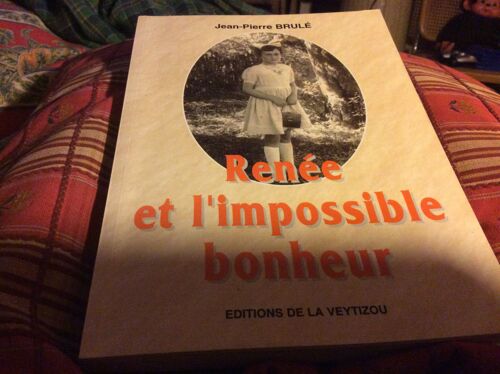 Jean-Pierre BRULÉ
Renée
et l'impossible
bonheur
EDITIONS DE LA VEYTIZOU